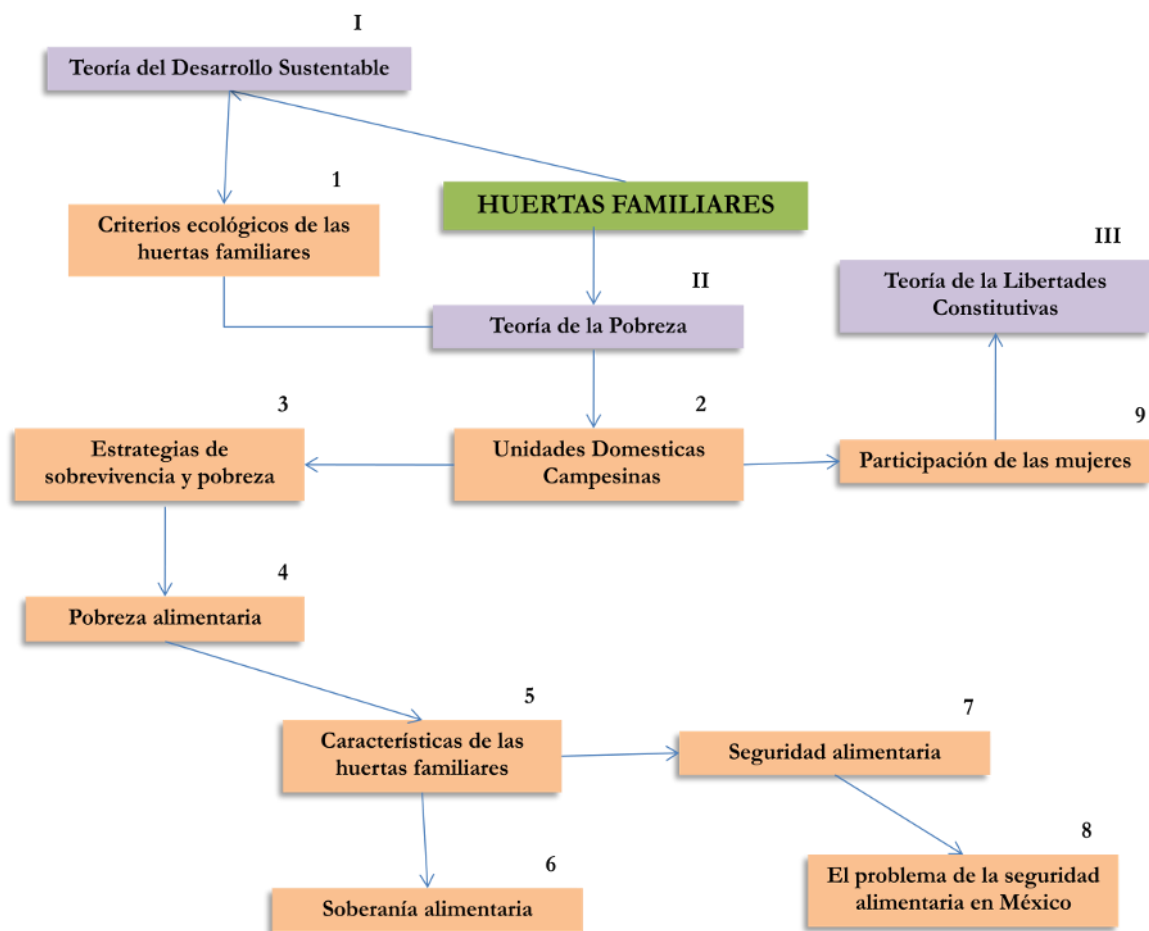 I
Teoría del Desarrollo Sustentable
1
Criterios ecológicos de las
huertas familiares
HUERTAS FAMILIARES
II
Teoría de la Pobreza
III
Teoría de la Libertades
Constitutivas
3
Estrategias de
sobrevivencia y pobreza
2
Unidades Domesticas
Campesinas
9
Participación de las mujeres
4
Pobreza alimentaria
5
Características de las
huertas familiares
7
Seguridad alimentaria
6
Soberanía alimentaria
8
El problema de la seguridad
alimentaria en México